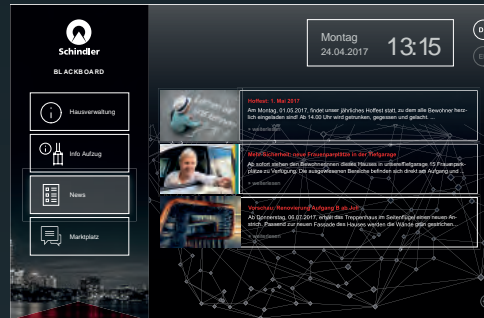 Schindler
BLACKBOARD
Hausverwaltung
Info Aufzug
News
Marktplatz
Montag
24.04.2017
13:15
Hoffest: 1. Mai 2017
Am Montag, 01.05.2017, findet unser jährliches Hoffest statt, zu dem alle Bewohner herz-
lich eingeladen sind! Ab 14.00 Uhr wird getrunken, gegessen und gelacht. ...
+ weiterlesen
Mehr Sicherheit: neue Frauenparplätze in der Tiefgarage
Ab sofort stehen den Bewohnerinnen dieses Hauses in unsere Tiefgarage 15 Frauenpark-
plätze zu Verfügung. Die ausgewiesenen Bereiche befinden sich direkt am Aufgang und ...
+ weiterlesen
Vorschau: Renovierung Aufgang B ab Juli
Ab Donnerstag, 06.07.2017, erhält das Treppenhaus im Seitenflügel einen neuen An-
strich. Passend zur neuen Fassade des Hauses werden die Wände grün gestrichen...
+ weiterlesen